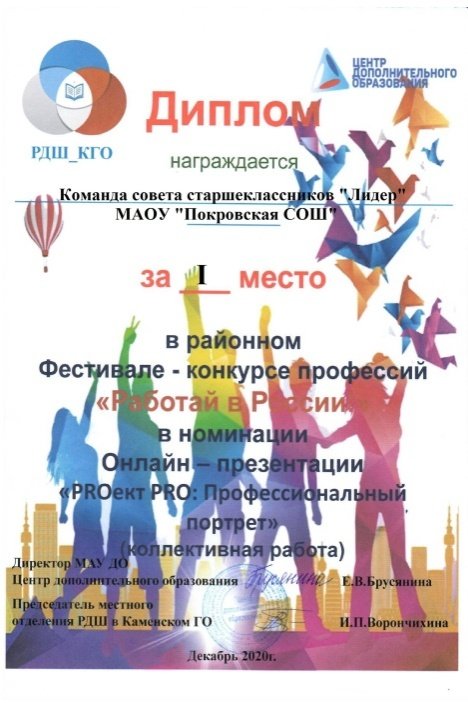 РДШ_КГО
ЦЕНТР
ДОПОЛНИТЕЛЬНОГО
ОБРАЗОВАНИЯ
Диплом
награждается
Команда совета старшеклассников "Лидер"
МАОУ "Покровская СОШ"
за I место
в районном
Фестивале - конкурсе профессий
«Работай в России!»
в номинации
Онлайн – презентации
«PROект PRO: Профессиональный
портрет»
(коллективная работа)
Директор МАУ ДО
Центр дополнительного образования Е.В.Брусянина
Председатель местного
отделения РДШ в Каменском ГО И.П.Ворончихина
Декабрь 2020г.